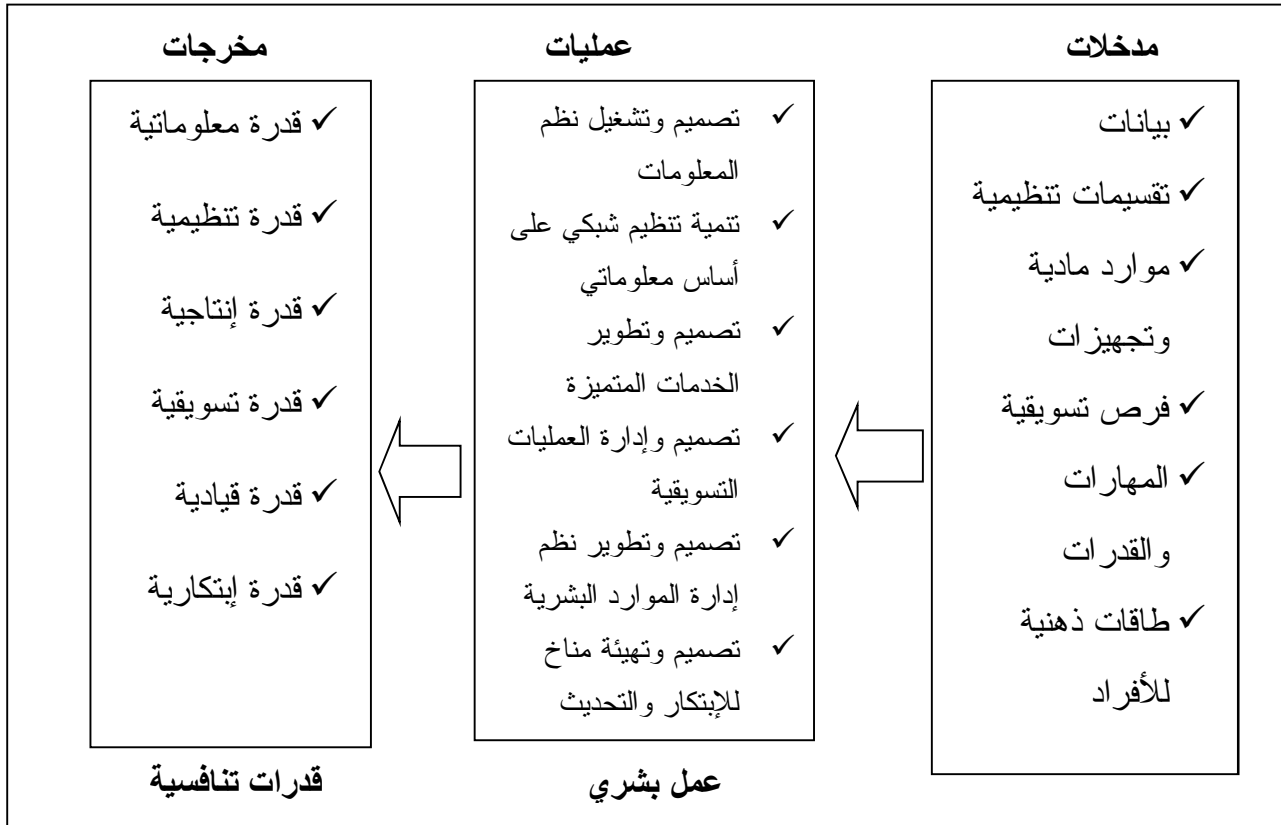 مدخلات
✓ بيانات
✓ تقسيمات تنظيمية
✓ موارد مادية
وتجهيزات
✓ فرص تسويقية
✓ المهارات
والقدرات
✓ طاقات ذهنية
للأفراد
عمليات
✓ تصميم وتشغيل نظم
المعلومات
✓ تنمية تنظيم شبكي على
أساس معلوماتي
✓ تصميم وتطوير
الخدمات المتميزة
✓ تصميم وإدارة العمليات
التسويقية
✓ تصميم وتطوير نظم
إدارة الموارد البشرية
✓ تصميم وتهيئة مناخ
للإبتكار والتحديث
عمل بشري
مخرجات
✓ قدرة معلوماتية
✓ قدرة تنظيمية
✓ قدرة إنتاجية
✓ قدرة تسويقية
✓ قدرة قيادية
✓ قدرة إبتكارية
قدرات تنافسية